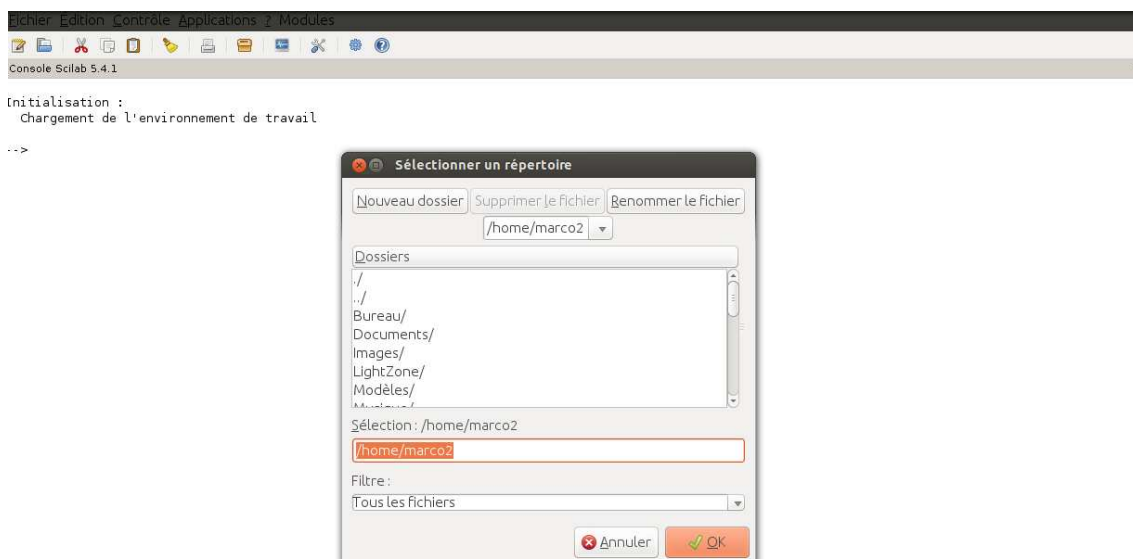 Fichier Édition Contrôle Applications ? Modules
Console Scilab 5.4.1
Initialisation :
Chargement de l'environnement de travail
-->
Sélectionner un répertoire
Nouveau dossier Supprimer le fichier Renommer le fichier
/home/marco2
Dossiers
./
../
Bureau/
Documents/
Images/
LightZone/
Modèles/
Musique/
Sélection : /home/marco2
/home/marco2
Filtre :
Tous les fichiers
Annuler OK